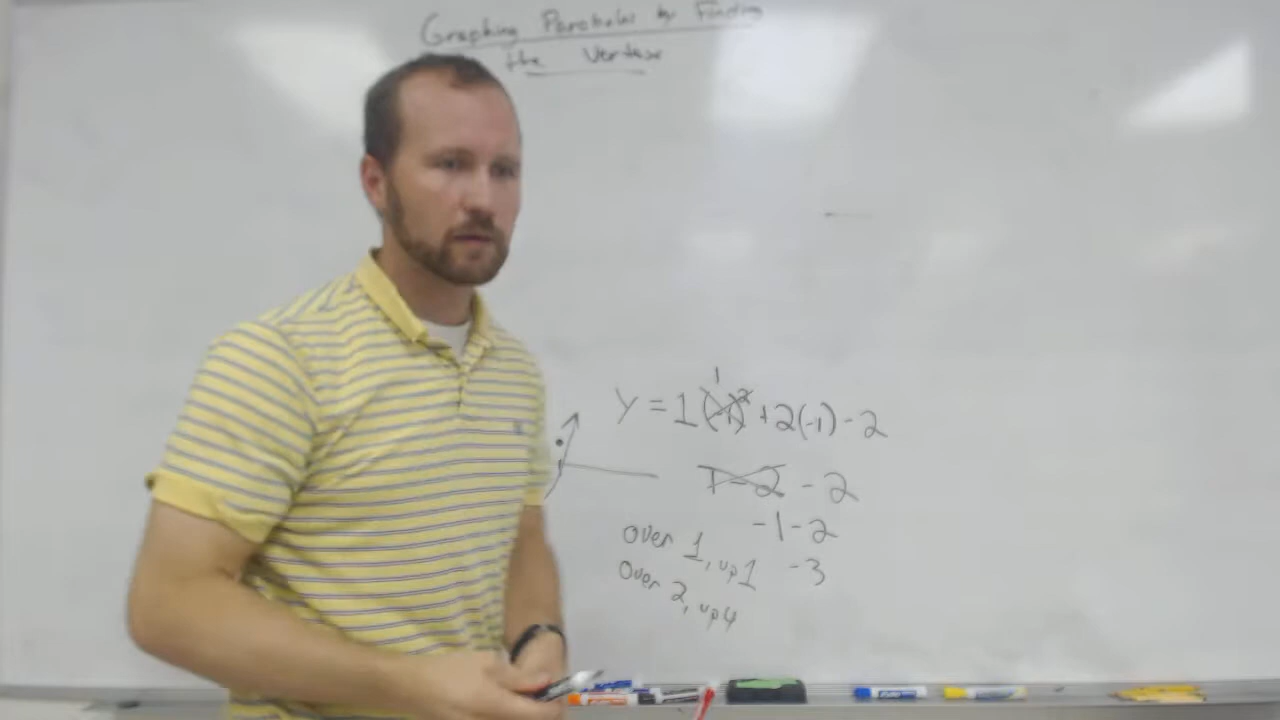 Graphing Parabolas by Finding
the Vertex
y = 1(-1)² + 2(-1) - 2
1
1 - 2 - 2
-1 - 2
-3
Over 1, up 1
Over 2, up 4